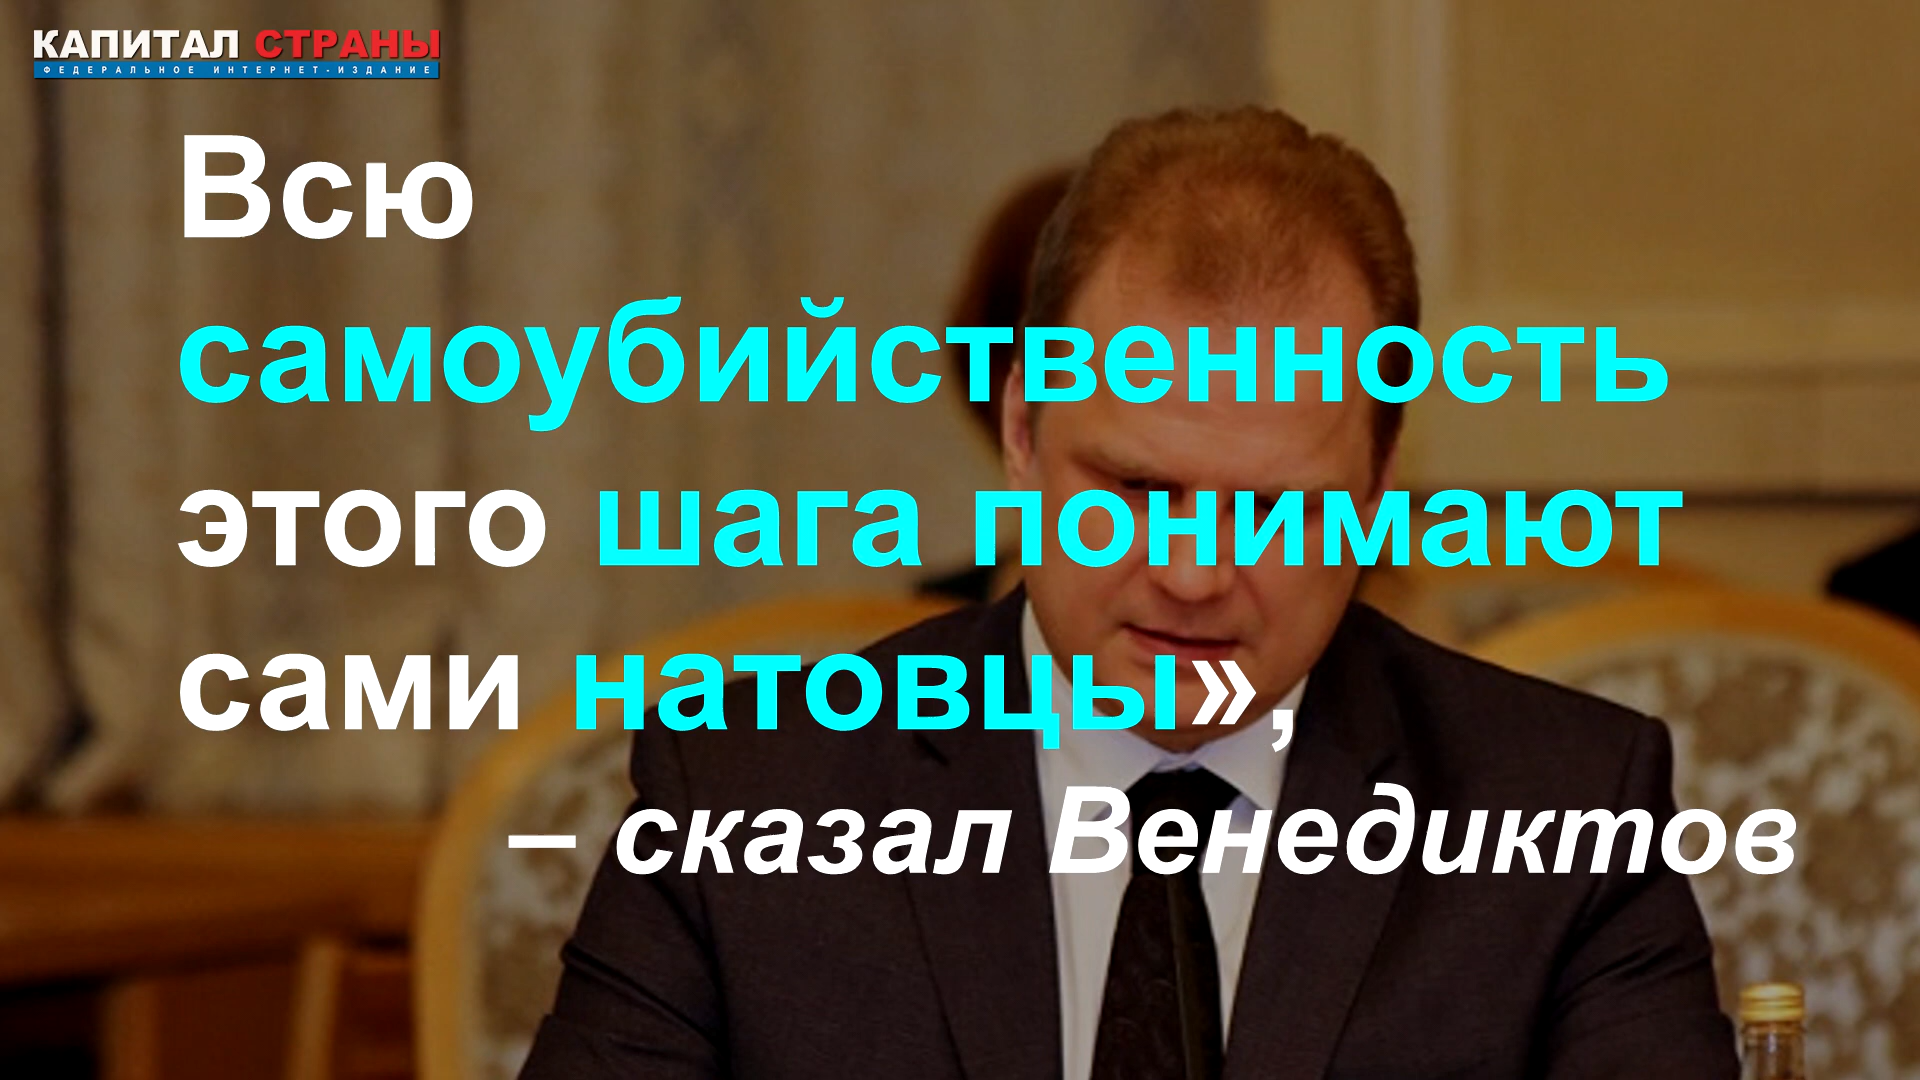 КАПИТАЛ СТРАНЫ
ФЕДЕРАЛЬНОЕ ИНТЕРНЕТ-ИЗДАНИЕ
Всю
самоубийственность
этого шага понимают
сами натовцы»,
– сказал Венедиктов